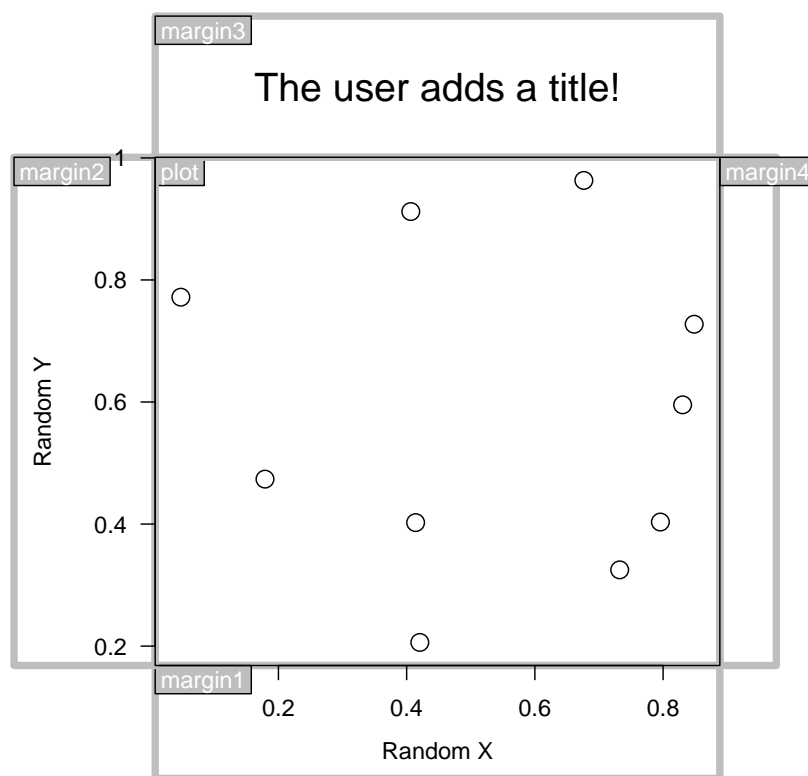 margin3
The user adds a title!
margin2
1
plot
margin4
0.8
0.6
0.4
0.2
Random Y
margin1
0.2 0.4 0.6 0.8
Random X